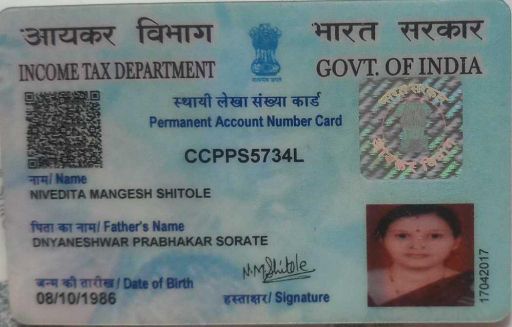 आयकर विभाग
INCOME TAX DEPARTMENT
भारत सरकार
GOVT. OF INDIA
स्थायी लेखा संख्या कार्ड
Permanent Account Number Card
CCPPS5734L
नाम/ Name
NIVEDITA MANGESH SHITOLE
पिता का नाम/ Father's Name
DNYANESHWAR PRABHAKAR SORATE
जन्म की तारीख / Date of Birth
08/10/1986
N.M.Shitole
हस्ताक्षर/ Signature
17042017